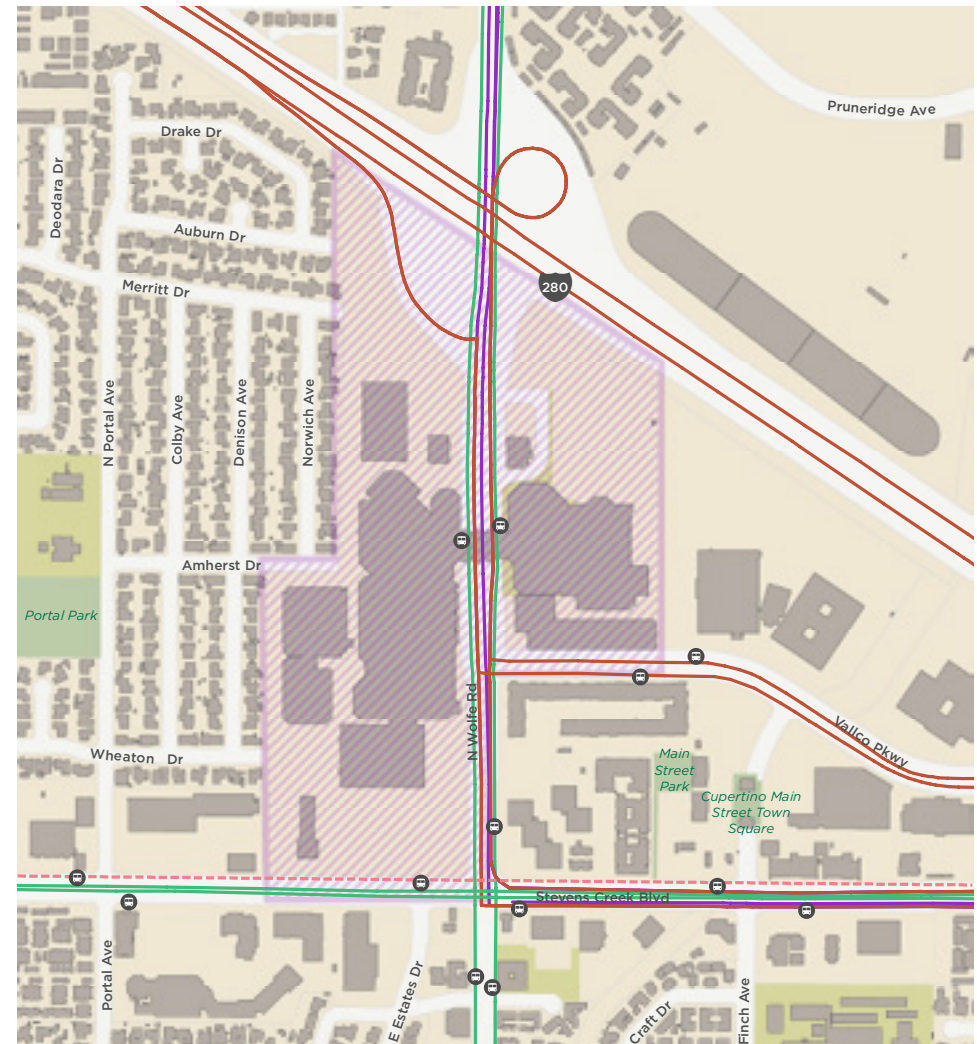 Pruneridge Ave
Drake Dr
Deodara Dr
Auburn Dr
Merritt Dr
280
N Portal Ave
Colby Ave
Denison Ave
Norwich Ave
Amherst Dr
Portal Park
N Wolfe Rd
Vallco Pkwy
Wheaton Dr
Main
Street
Park
Cupertino Main
Street Town
Square
Stevens Creek Blvd
Portal Ave
E Estates Dr
Craft Dr
Finch Ave